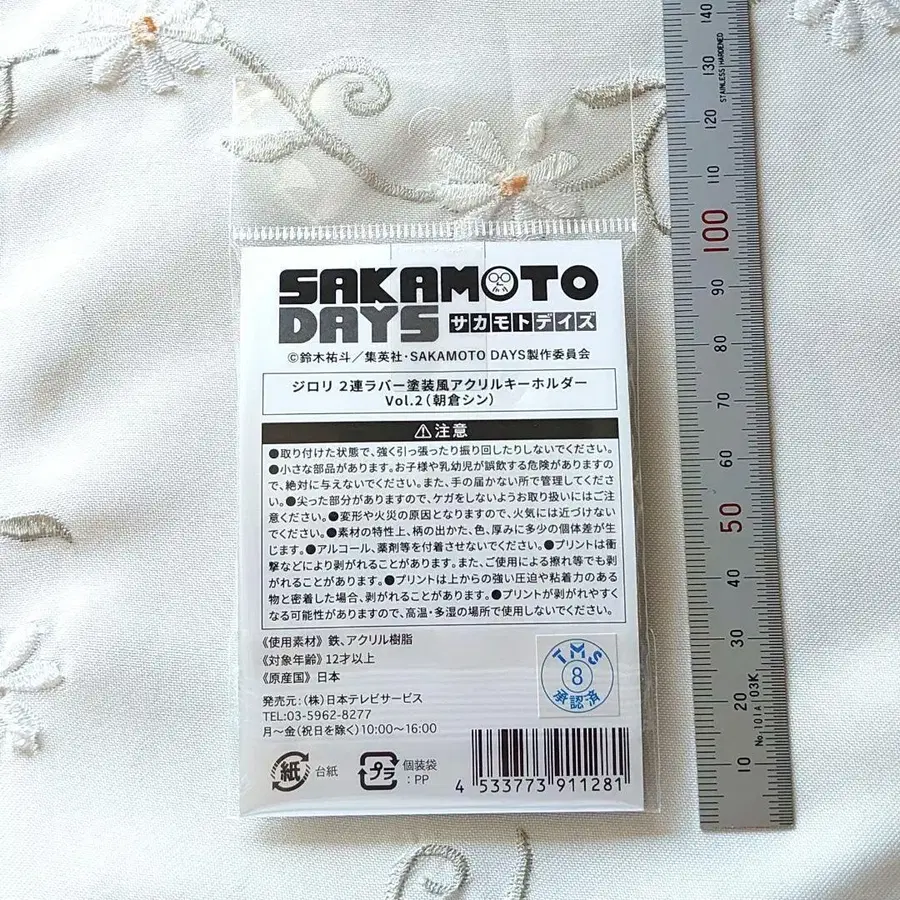 SAKAMOTO
DAYS サカモトデイズ
©鈴木祐斗／集英社・SAKAMOTO DAYS製作委員会
ジロリ 2連ラバー塗装風アクリルキーホルダー
Vol.2（朝倉シン）
⚠注意
●取り付けた状態で、強く引っ張ったり振り回したりしないでください。
●小さな部品があります。お子様や乳幼児が誤飲する危険がありますの
で、絶対に与えないでください。また、手の届かない所で管理してくださ
い。●尖った部分がありますので、ケガをしないようお取り扱いにはご注
意ください。●変形や火災の原因となりますので、火気には近づけない
でください。●素材の特性上、柄の出かた、色、厚みに多少の個体差が生
じます。●アルコール、薬剤等を付着させないでください。●プリントは衝
撃などにより剥がれることがあります。また、ご使用による擦れ等でも剥
がれることがあります。●プリントは上からの強い圧迫や粘着力のある
物と密着した場合、剥がれることがあります。●プリントが剥がれやすく
なる可能性がありますので、高温・多湿の場所で使用しないでください。
《使用素材》鉄、アクリル樹脂
《対象年齢》12才以上
《原産国》日本
発売元：（株）日本テレビサービス
TEL:03-5962-8277
月～金（祝日を除く）10:00～16:00
TMS
8
承認済
紙 台紙
プラ 個装袋
：PP
4 533773 911281
140
130
STAINLESS HARDENED
120
110
100
90
80
70
60
50
40
30
20
10
No.101A 03K